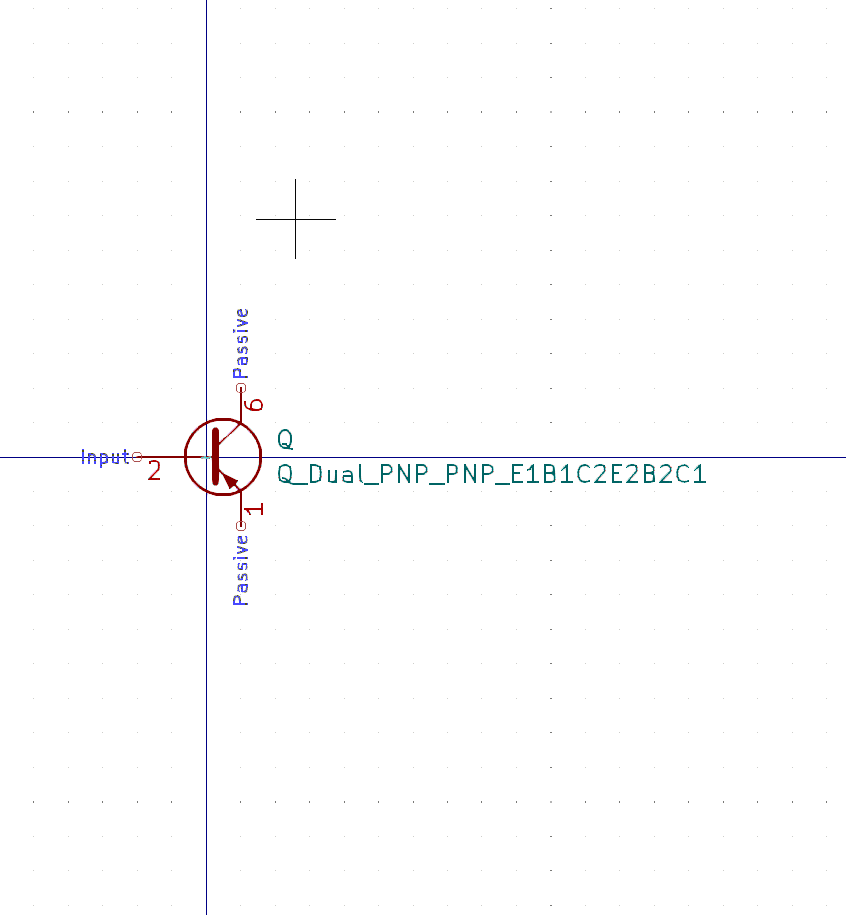 Passive
6
Q
Input
2
Q_Dual_PNP_PNP_E1B1C2E2B2C1
1
Passive